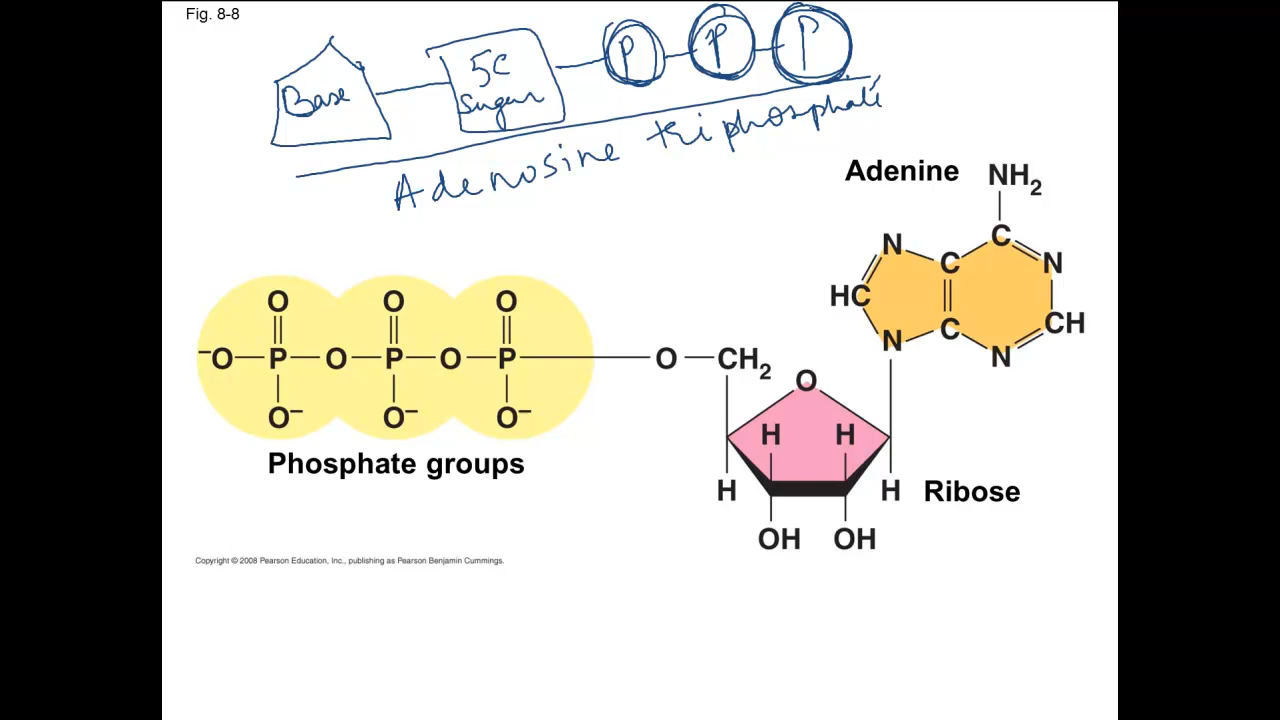 Fig. 8-8
Base
5C
Sugar
P P P
Adenosine triphosphate
Adenine NH2
N C N
HC C CH
N C N
O O O
⁻O P O P O P O CH2 O
O⁻ O⁻ O⁻ H H
Phosphate groups
H H Ribose
OH OH
Copyright © 2008 Pearson Education, Inc., publishing as Pearson Benjamin Cummings.